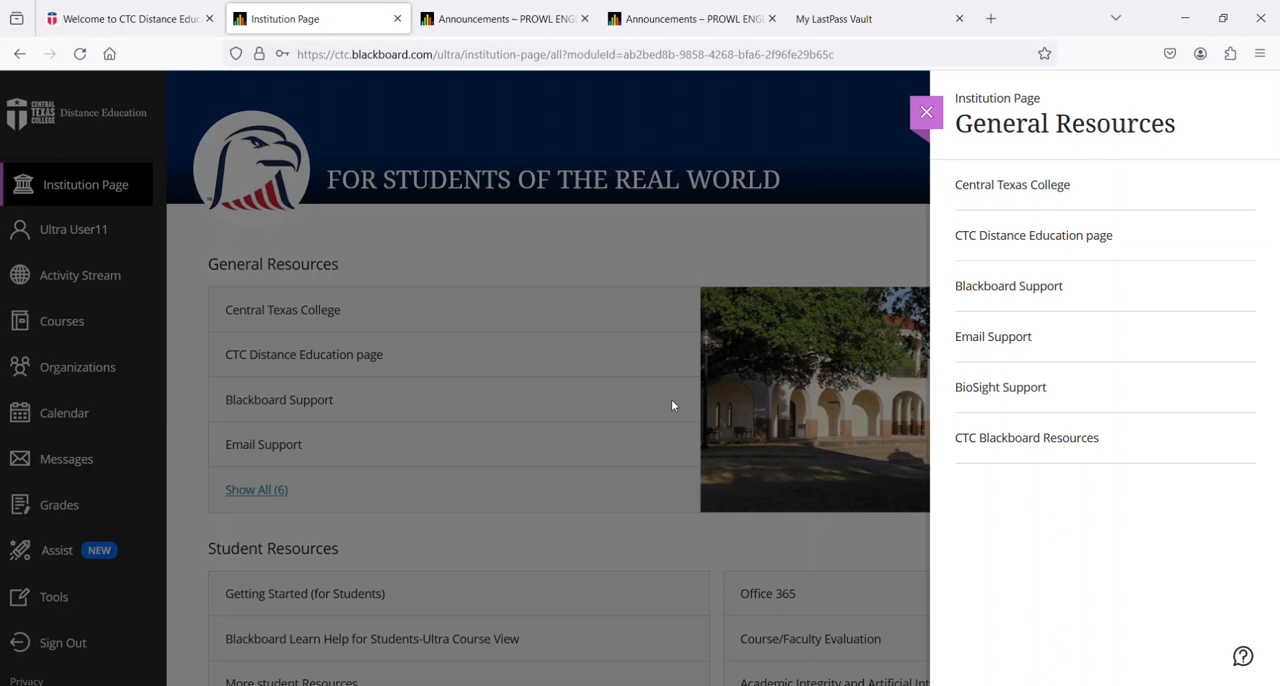 Welcome to CTC Distance Educ
Institution Page
Announcements – PROWL ENGL
Announcements – PROWL ENGL
My LastPass Vault
https://ctc.blackboard.com/ultra/institution-page/all?moduleId=ab2bed8b-9858-4268-bfa6-2f96fe29b65c
CENTRAL
TEXAS
COLLEGE
Distance Education
Institution Page
Ultra User11
Activity Stream
Courses
Organizations
Calendar
Messages
Grades
Assist NEW
Tools
Sign Out
Privacy
FOR STUDENTS OF THE REAL WORLD
General Resources
Central Texas College
CTC Distance Education page
Blackboard Support
Email Support
Show All (6)
Student Resources
Getting Started (for Students)
Blackboard Learn Help for Students-Ultra Course View
More student Resources
Office 365
Course/Faculty Evaluation
Academic Integrity and Artificial Int
Institution Page
General Resources
Central Texas College
CTC Distance Education page
Blackboard Support
Email Support
BioSight Support
CTC Blackboard Resources